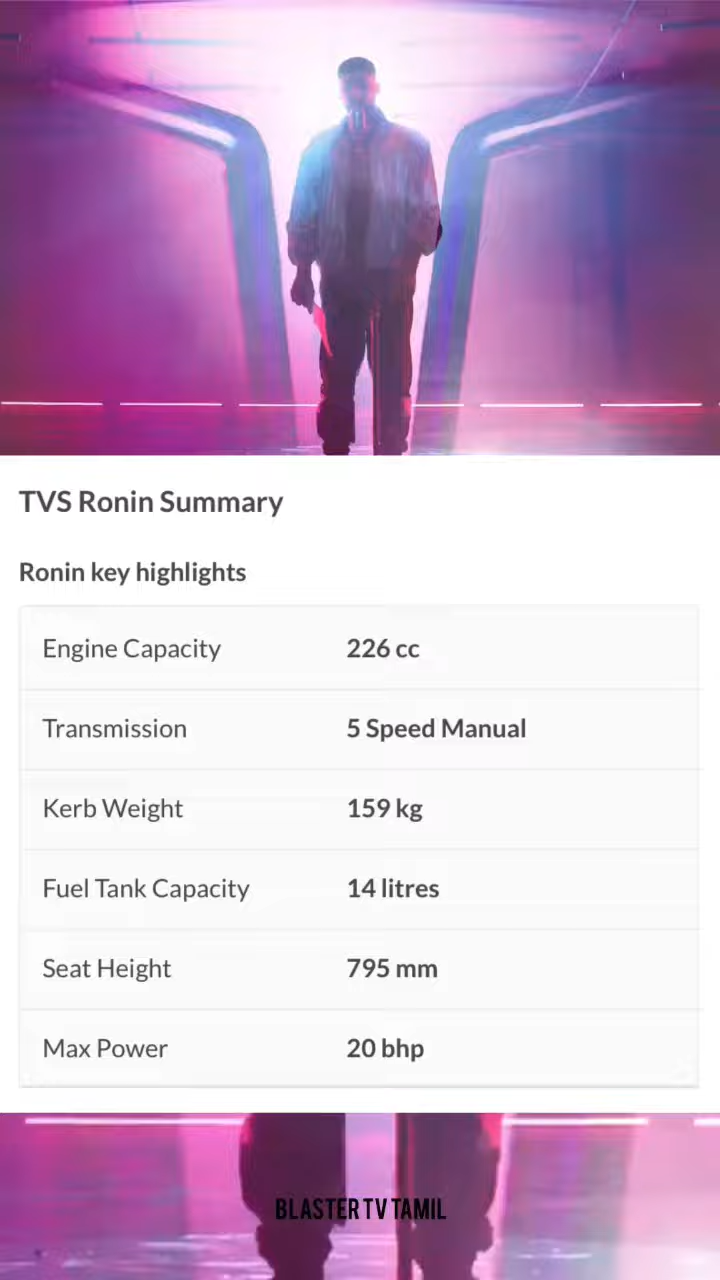 TVS Ronin Summary
Ronin key highlights
Engine Capacity 226 cc
Transmission 5 Speed Manual
Kerb Weight 159 kg
Fuel Tank Capacity 14 litres
Seat Height 795 mm
Max Power 20 bhp
BLASTER TV TAMIL